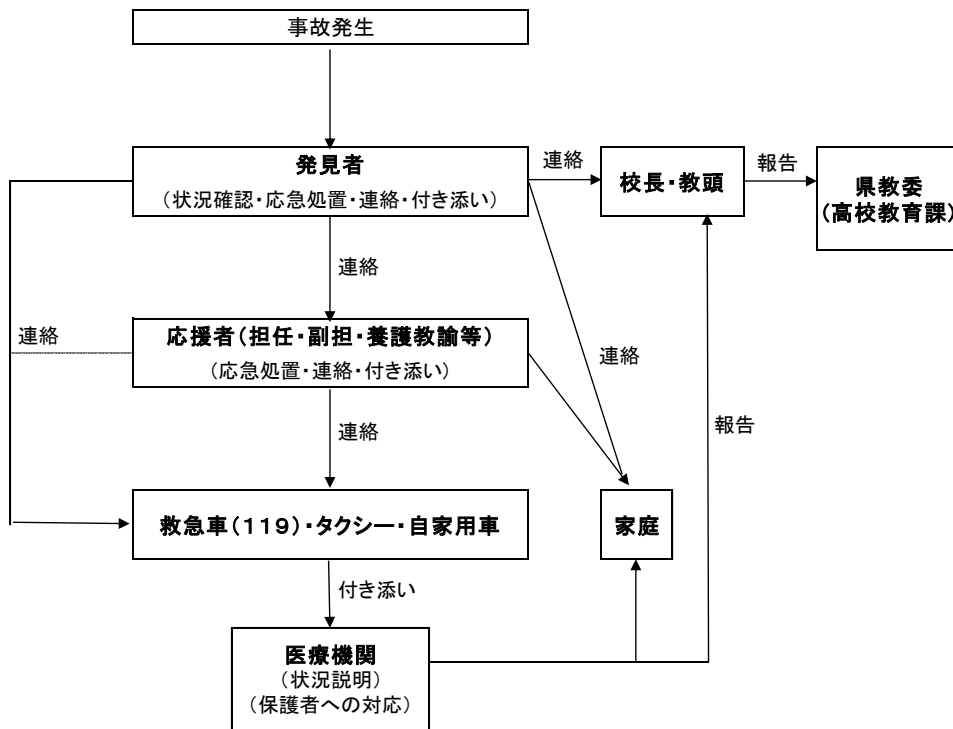 事故発生
発見者
(状況確認・応急処置・連絡・付き添い)
連絡
校長・教頭
報告
県教委
(高校教育課)
連絡
連絡
応援者(担任・副担・養護教諭等)
(応急処置・連絡・付き添い)
連絡
連絡
報告
救急車(119)・タクシー・自家用車
家庭
付き添い
医療機関
(状況説明)
(保護者への対応)